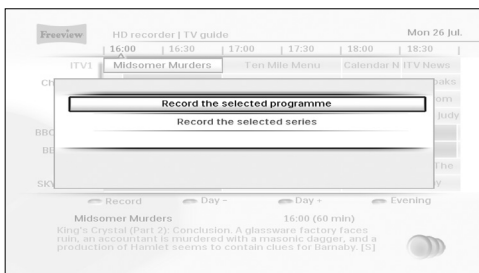 Freeview HD recorder | TV guide Mon 26 Jul.
16:00 | 16:30 | 17:00 | 17:30 | 18:00 | 18:30
ITV1 Midsomer Murders Ten Mile Menu Calendar N ITV News
Record the selected programme
Record the selected series
Judy
The
Record Day – Day + Evening
Midsomer Murders 16:00 (60 min)
King's Crystal (Part 2): Conclusion. A glassware factory faces
ruin, an accountant is murdered with a masonic dagger, and a
production of Hamlet seems to contain clues for Barnaby. [S]